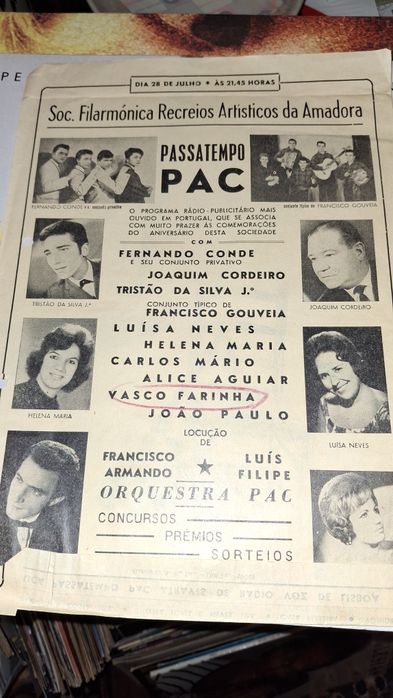 DIA 28 DE JULHO • ÀS 21,45 HORAS
Soc. Filarmónica Recreios Artisticos da Amadora
PASSATEMPO
PAC
FERNANDO CONDE e o conjunto privativo
conjunto típico de FRANCISCO GOUVEIA
O PROGRAMA RÁDIO-PUBLICITÁRIO MAIS
OUVIDO EM PORTUGAL, QUE SE ASSOCIA
COM MUITO PRAZER ÀS COMEMORAÇÕES
DO ANIVERSÁRIO DESTA SOCIEDADE
COM
FERNANDO CONDE
E SEU CONJUNTO PRIVATIVO
JOAQUIM CORDEIRO
TRISTÃO DA SILVA J.º
TRISTÃO DA SILVA J.º
JOAQUIM CORDEIRO
CONJUNTO TÍPICO DE
FRANCISCO GOUVEIA
LUÍSA NEVES
HELENA MARIA
CARLOS MÁRIO
ALICE AGUIAR
VASCO FARINHA
JOÃO PAULO
HELENA MARIA
LUÍSA NEVES
LOCUÇÃO
DE
FRANCISCO LUÍS
ARMANDO FILIPE
ORQUESTRA PAC
CONCURSOS
PRÉMIOS
SORTEIOS